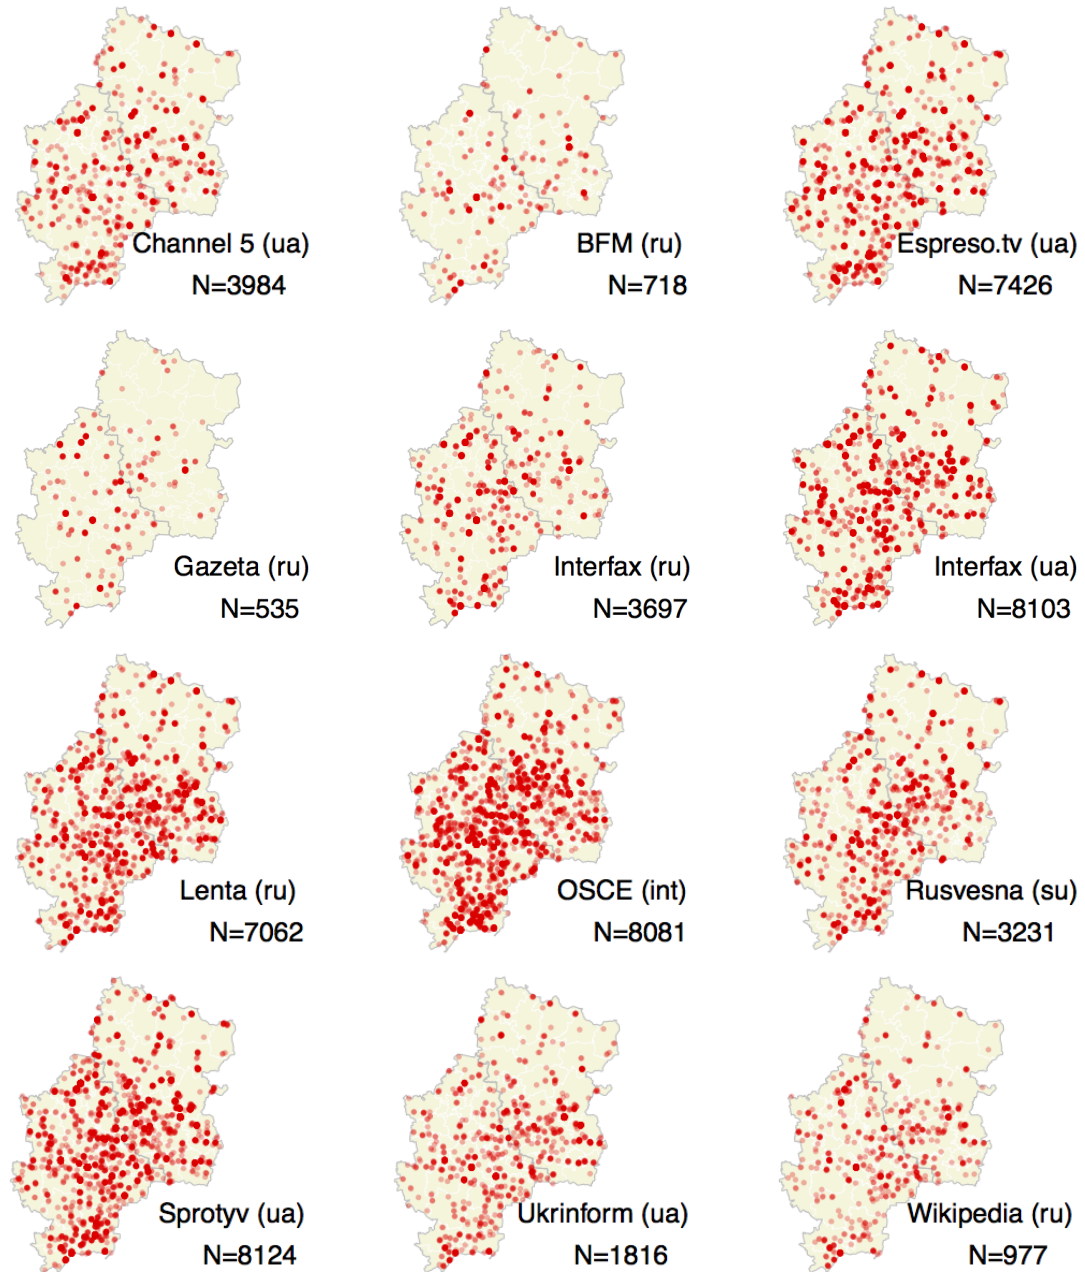 Channel 5 (ua)
N=3984
BFM (ru)
N=718
Espreso.tv (ua)
N=7426
Gazeta (ru)
N=535
Interfax (ru)
N=3697
Interfax (ua)
N=8103
Lenta (ru)
N=7062
OSCE (int)
N=8081
Rusvesna (su)
N=3231
Sprotyv (ua)
N=8124
Ukrinform (ua)
N=1816
Wikipedia (ru)
N=977